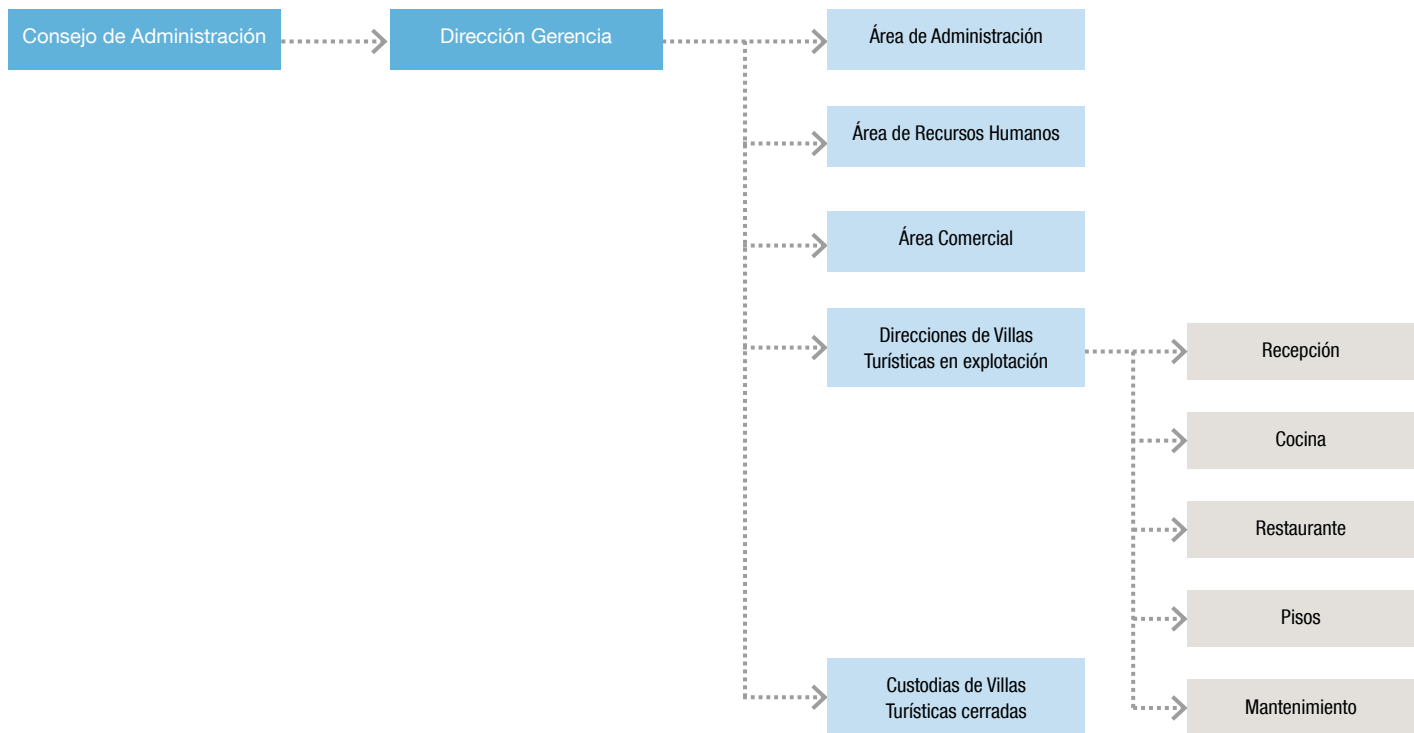 Consejo de Administración
Dirección Gerencia
Área de Administración
Área de Recursos Humanos
Área Comercial
Direcciones de Villas
Turísticas en explotación
Recepción
Cocina
Restaurante
Pisos
Custodias de Villas
Turísticas cerradas
Mantenimiento